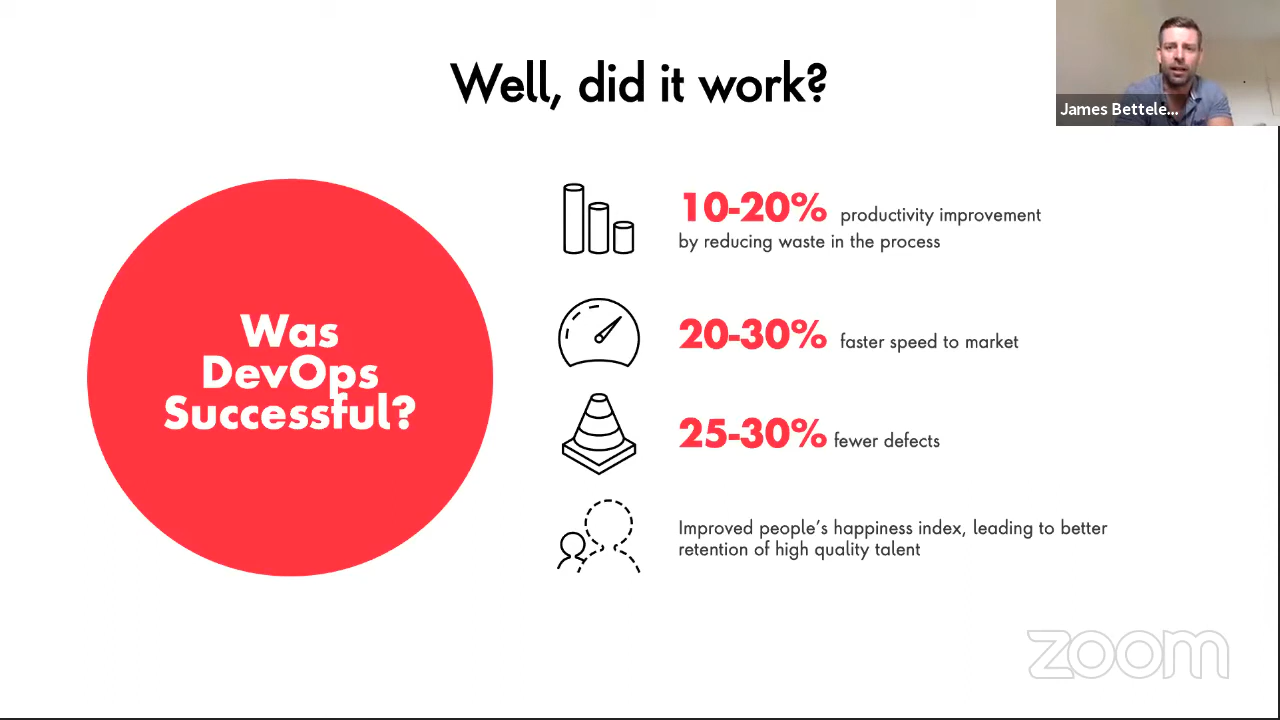 Well, did it work?
James Bettele...
Was
DevOps
Successful?
10-20% productivity improvement
by reducing waste in the process
20-30% faster speed to market
25-30% fewer defects
Improved people's happiness index, leading to better
retention of high quality talent
zoom